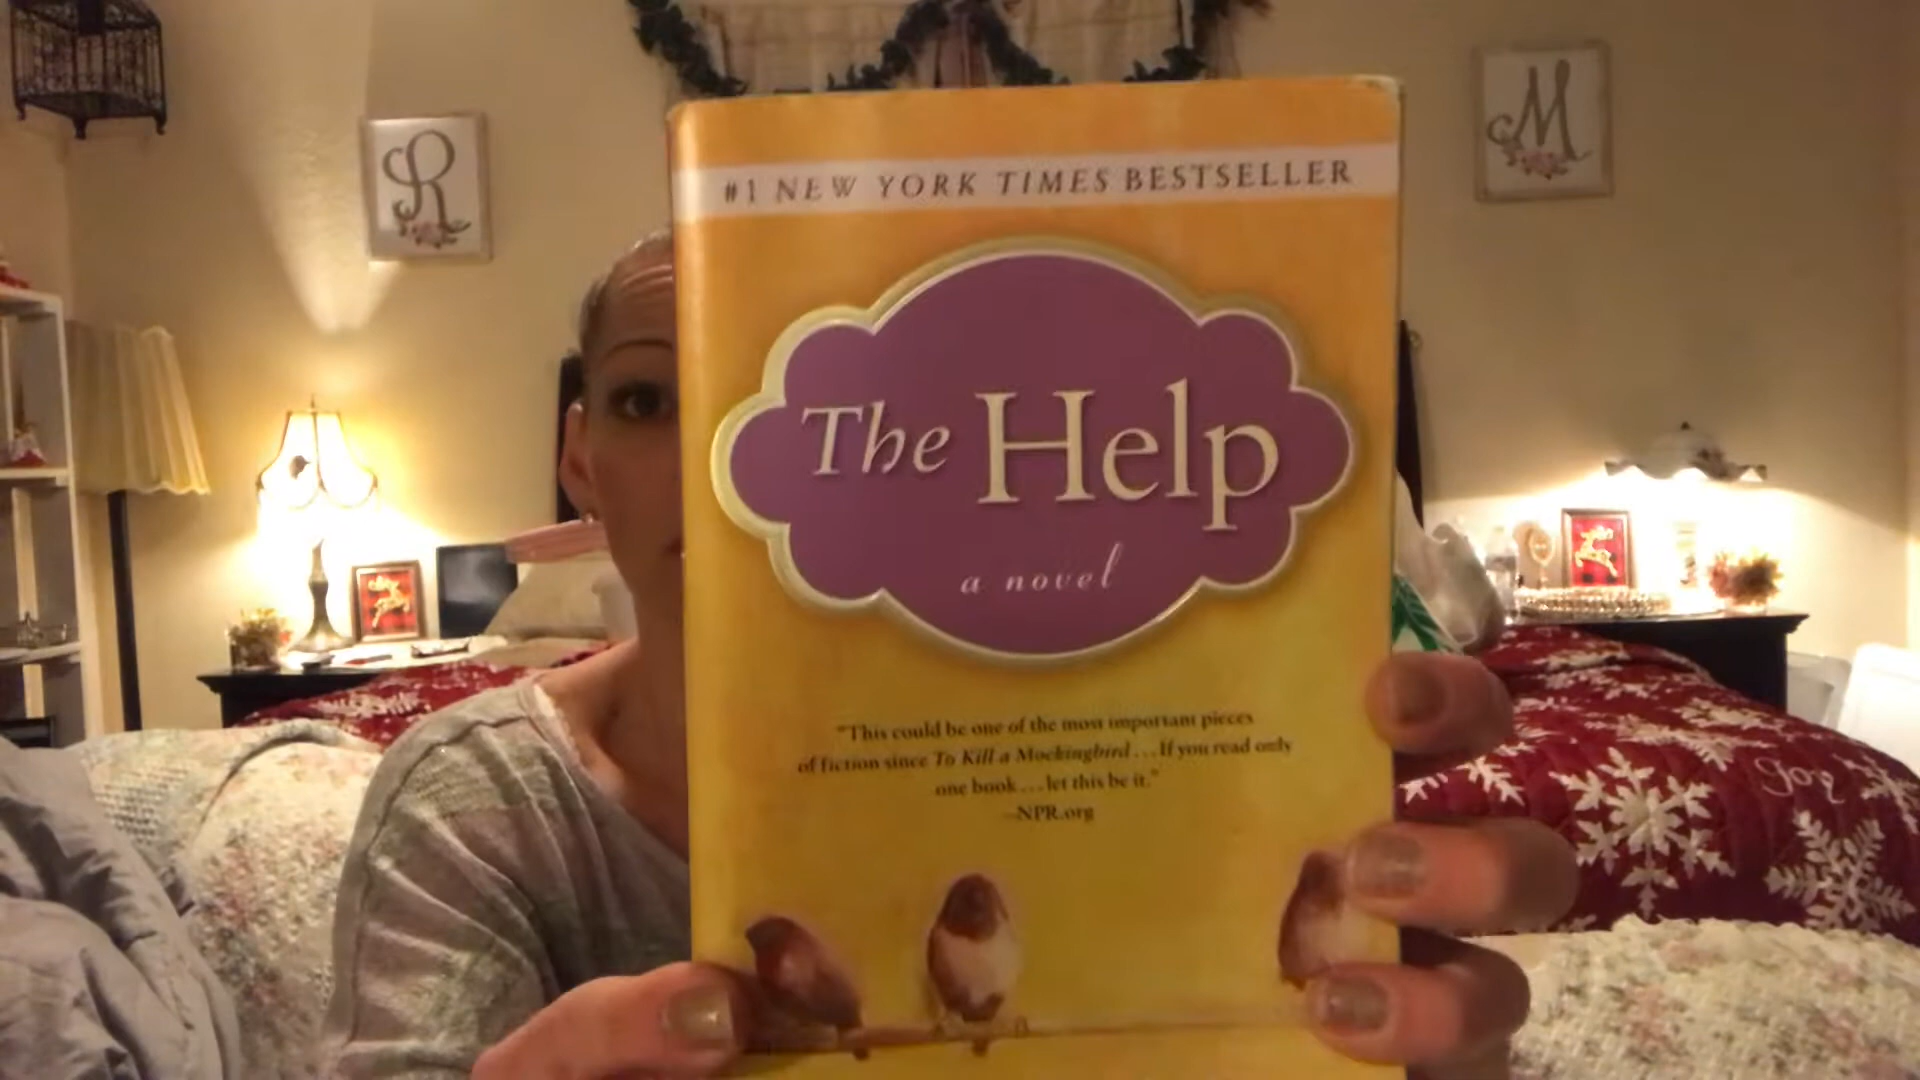 R
M
#1 NEW YORK TIMES BESTSELLER
The Help
a novel
"This could be one of the most important pieces
of fiction since To Kill a Mockingbird...If you read only
one book...let this be it."
—NPR.org
Joy